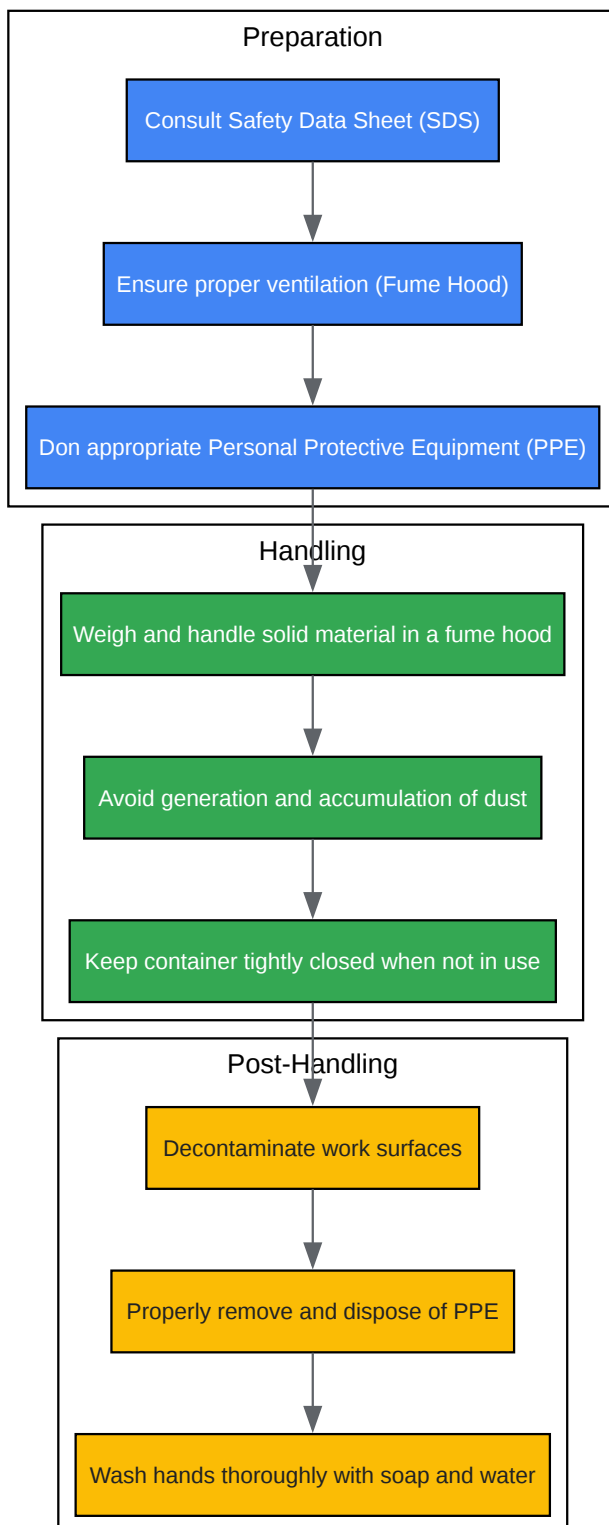 Preparation
Consult Safety Data Sheet (SDS)
Ensure proper ventilation (Fume Hood)
Don appropriate Personal Protective Equipment (PPE)
Handling
Weigh and handle solid material in a fume hood
Avoid generation and accumulation of dust
Keep container tightly closed when not in use
Post-Handling
Decontaminate work surfaces
Properly remove and dispose of PPE
Wash hands thoroughly with soap and water